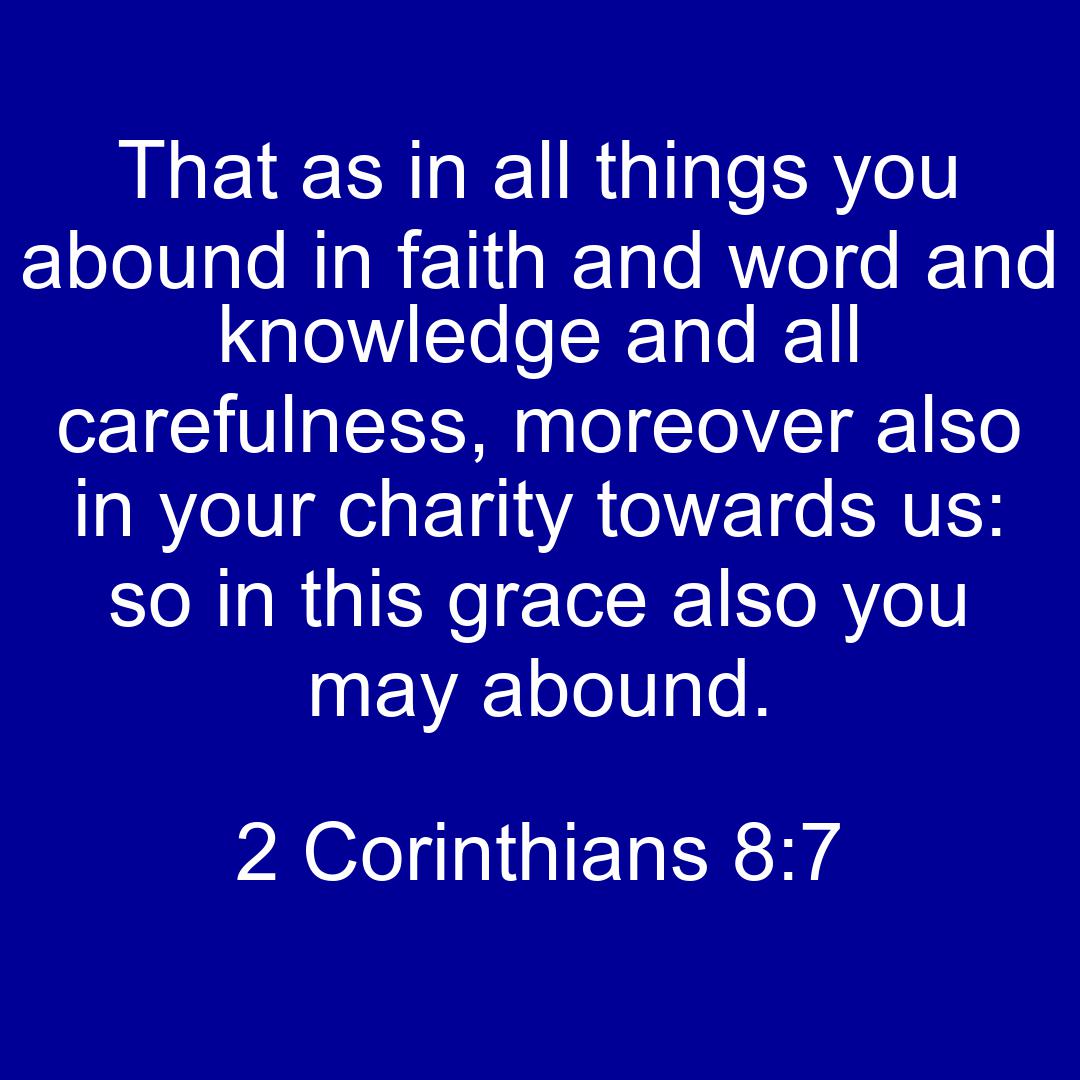 That as in all things you
abound in faith and word and
knowledge and all
carefulness, moreover also
in your charity towards us:
so in this grace also you
may abound.
2 Corinthians 8:7